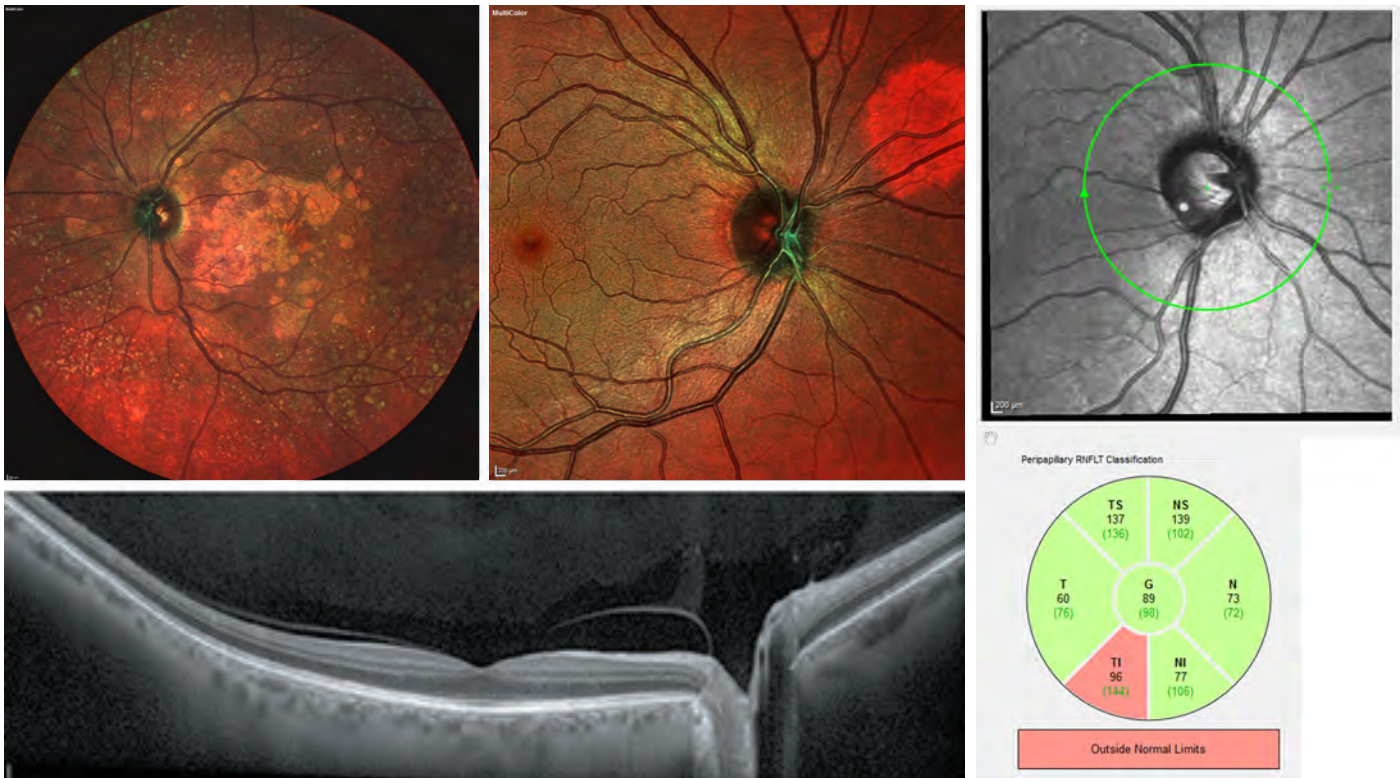 MultiColor
MultiColor
200 µm
200 µm
Peripapillary RNFLT Classification
TS
137
(136)
NS
139
(102)
T
60
(76)
G
89
(98)
N
73
(72)
TI
96
(144)
NI
77
(106)
Outside Normal Limits